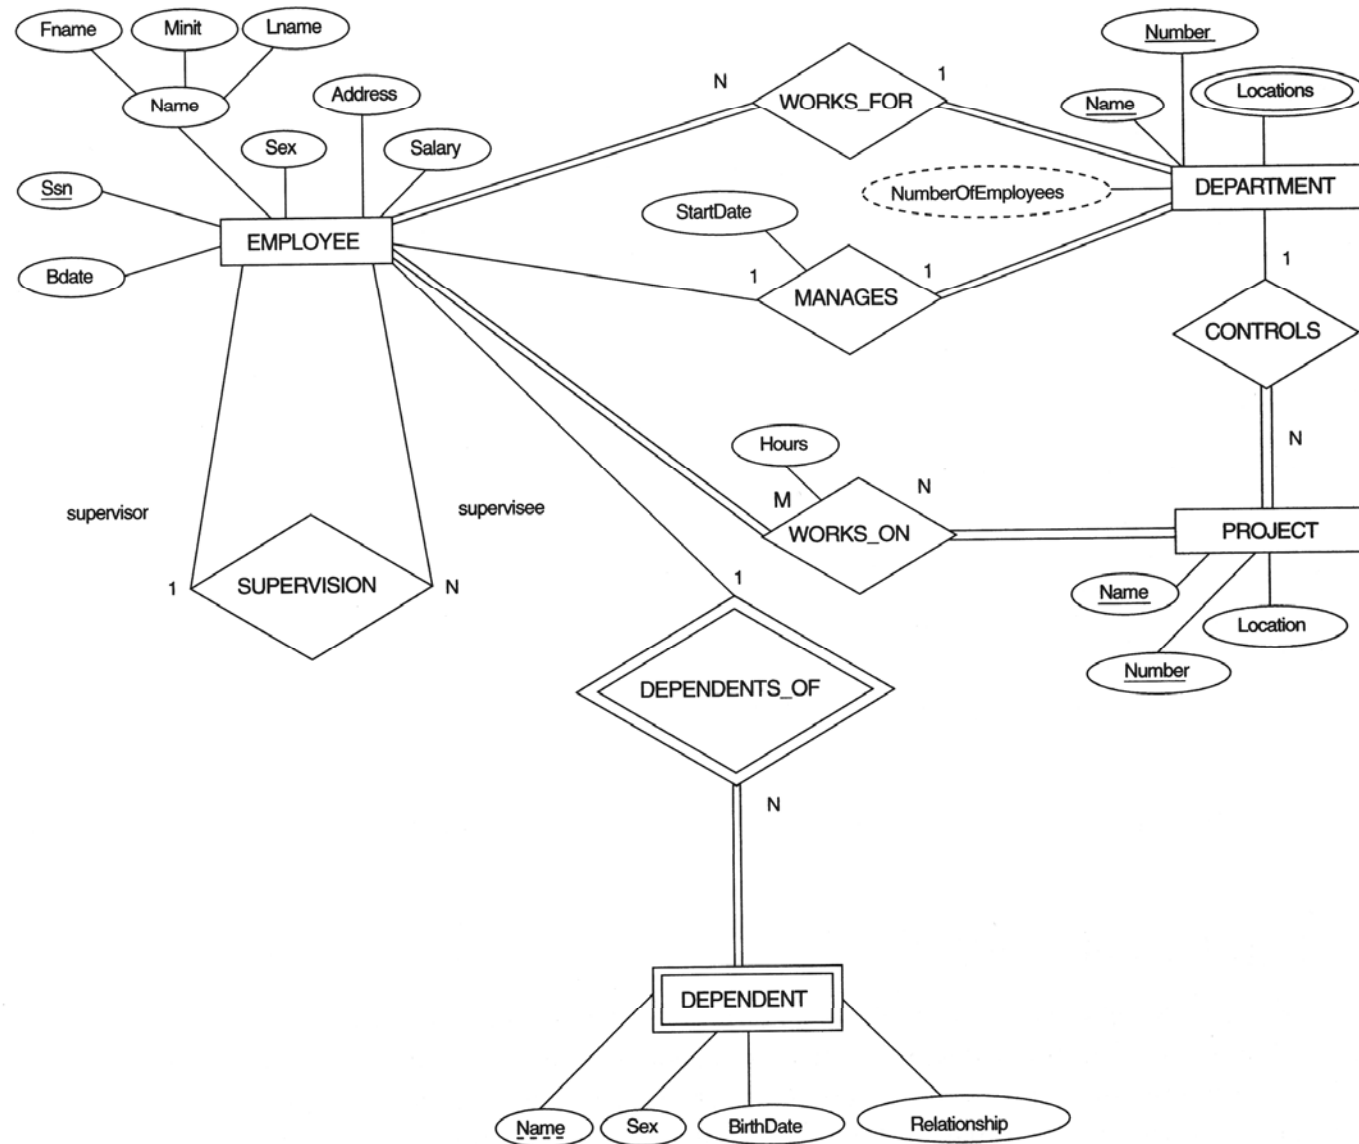 Fname
Minit
Lname
Number
Name
Address
N
1
WORKS_FOR
Locations
Name
Sex
Salary
Ssn
NumberOfEmployees
DEPARTMENT
StartDate
EMPLOYEE
Bdate
1
1
MANAGES
1
CONTROLS
Hours
N
M
N
supervisor
supervisee
WORKS_ON
PROJECT
1
SUPERVISION
N
1
Name
Location
Number
DEPENDENTS_OF
N
DEPENDENT
Name
Sex
BirthDate
Relationship